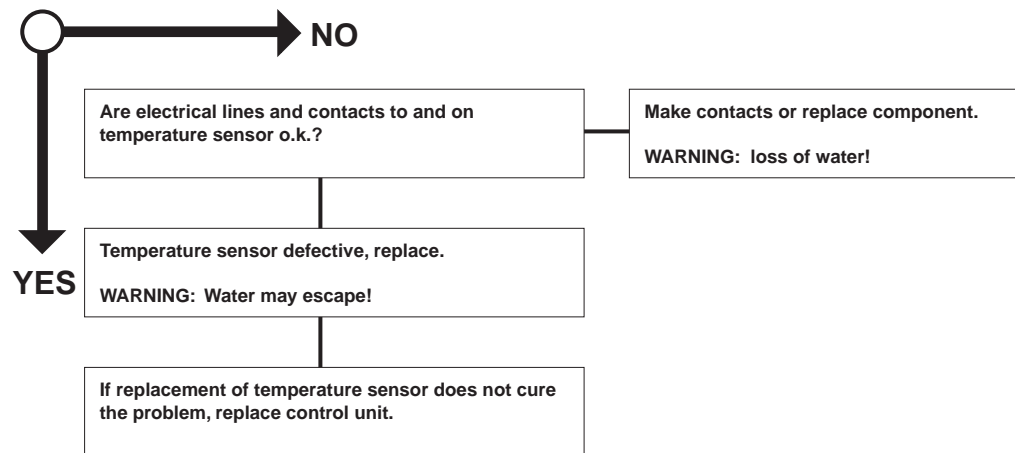 NO
Are electrical lines and contacts to and on
temperature sensor o.k.?
Make contacts or replace component.
WARNING: loss of water!
YES
Temperature sensor defective, replace.
WARNING: Water may escape!
If replacement of temperature sensor does not cure
the problem, replace control unit.